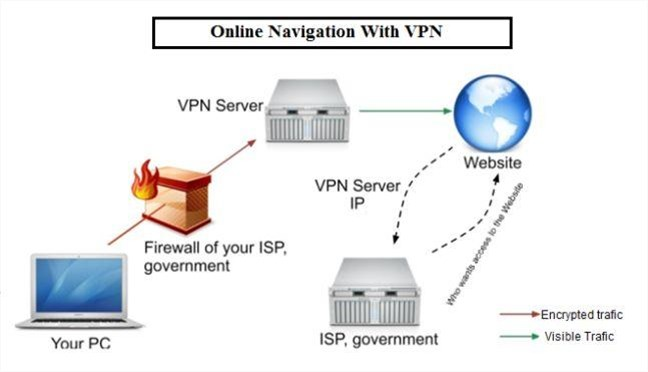 Online Navigation With VPN
VPN Server
Website
VPN Server
IP
Firewall of your ISP,
government
Who wants access to the Website
Your PC
ISP, government
Encrypted trafic
Visible Trafic